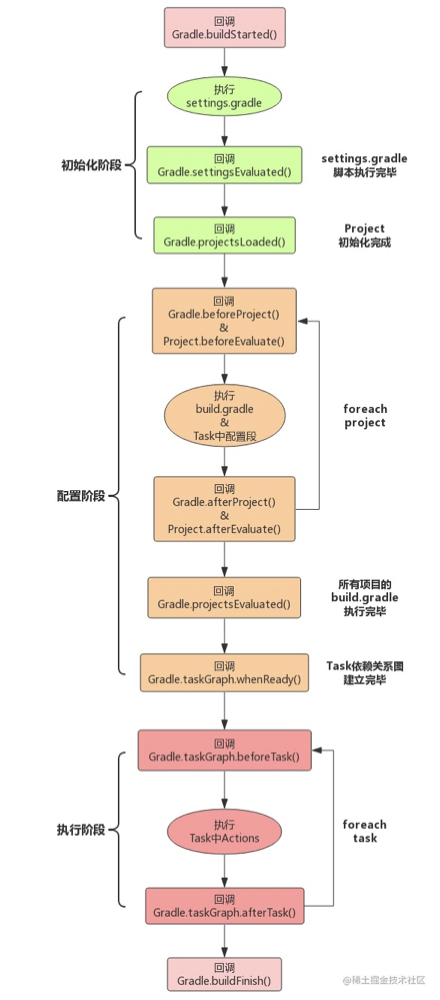 回调
Gradle.buildStarted()
执行
settings.gradle
初始化阶段
回调
Gradle.settingsEvaluated()
settings.gradle
脚本执行完毕
回调
Gradle.projectsLoaded()
Project
初始化完成
回调
Gradle.beforeProject()
&
Project.beforeEvaluate()
执行
build.gradle
&
Task中配置段
foreach
project
配置阶段
回调
Gradle.afterProject()
&
Project.afterEvaluate()
回调
Gradle.projectsEvaluated()
所有项目的
build.gradle
执行完毕
回调
Gradle.taskGraph.whenReady()
Task依赖关系图
建立完毕
回调
Gradle.taskGraph.beforeTask()
执行阶段
执行
Task中Actions
foreach
task
回调
Gradle.taskGraph.afterTask()
回调
Gradle.buildFinish()
@稀土掘金技术社区